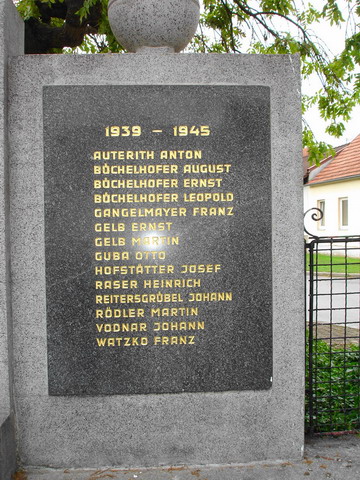 1939 – 1945
AUTERITH ANTON
BÖCHELHOFER AUGUST
BÖCHELHOFER ERNST
BÖCHELHOFER LEOPOLD
GANGELMAYER FRANZ
GELB ERNST
GELB MARTIN
GUBA OTTO
HOFSTÄTTER JOSEF
RASER HEINRICH
REITERSGRÖBEL JOHANN
RÖDLER MARTIN
VODNAR JOHANN
WATZKO FRANZ